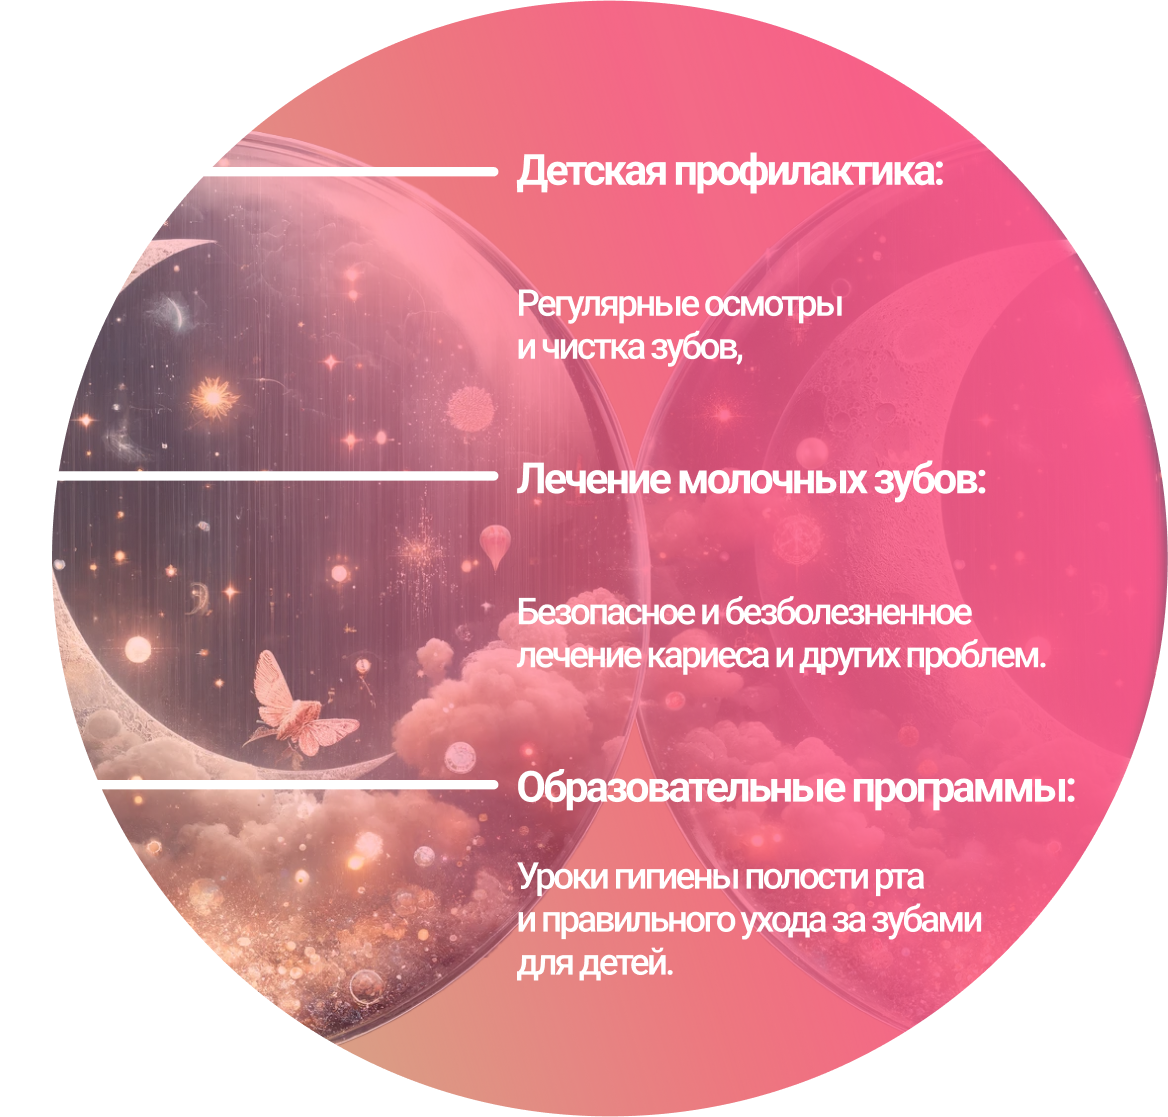 Детская профилактика:
Регулярные осмотры
и чистка зубов,
Лечение молочных зубов:
Безопасное и безболезненное
лечение кариеса и других проблем.
Образовательные программы:
Уроки гигиены полости рта
и правильного ухода за зубами
для детей.